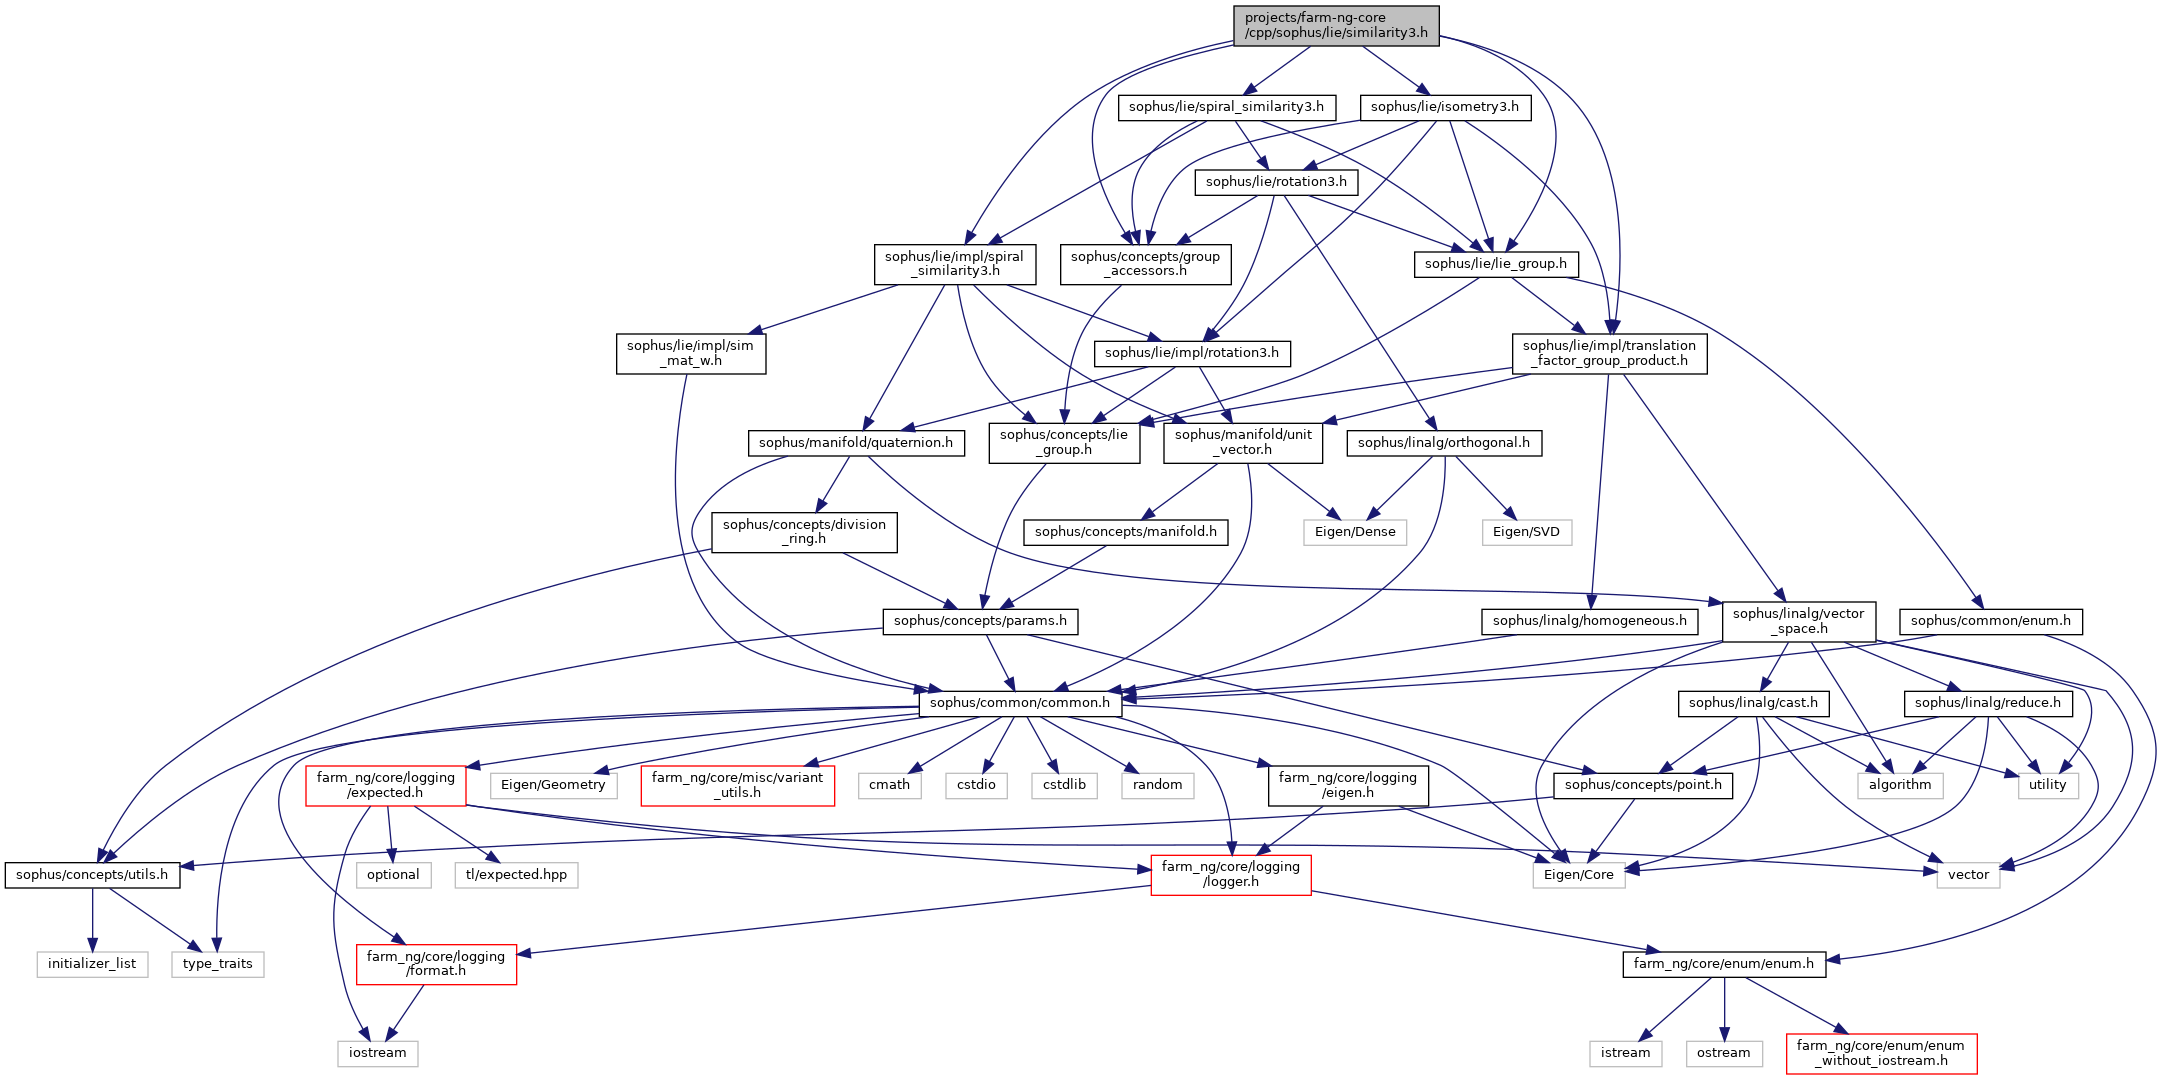 projects/farm-ng-core
/cpp/sophus/lie/similarity3.h
sophus/lie/spiral_similarity3.h
sophus/lie/isometry3.h
sophus/lie/rotation3.h
sophus/lie/impl/spiral
_similarity3.h
sophus/concepts/group
_accessors.h
sophus/lie/lie_group.h
sophus/lie/impl/sim
_mat_w.h
sophus/lie/impl/rotation3.h
sophus/lie/impl/translation
_factor_group_product.h
sophus/manifold/quaternion.h
sophus/concepts/lie
_group.h
sophus/manifold/unit
_vector.h
sophus/linalg/orthogonal.h
sophus/concepts/division
_ring.h
sophus/concepts/manifold.h
Eigen/Dense
Eigen/SVD
sophus/concepts/params.h
sophus/linalg/homogeneous.h
sophus/linalg/vector
_space.h
sophus/common/enum.h
sophus/common/common.h
sophus/linalg/cast.h
sophus/linalg/reduce.h
farm_ng/core/logging
/expected.h
Eigen/Geometry
farm_ng/core/misc/variant
_utils.h
cmath
cstdio
cstdlib
random
farm_ng/core/logging
/eigen.h
sophus/concepts/point.h
algorithm
utility
sophus/concepts/utils.h
optional
tl/expected.hpp
farm_ng/core/logging
/logger.h
Eigen/Core
vector
initializer_list
type_traits
farm_ng/core/logging
/format.h
farm_ng/core/enum/enum.h
iostream
istream
ostream
farm_ng/core/enum/enum
_without_iostream.h